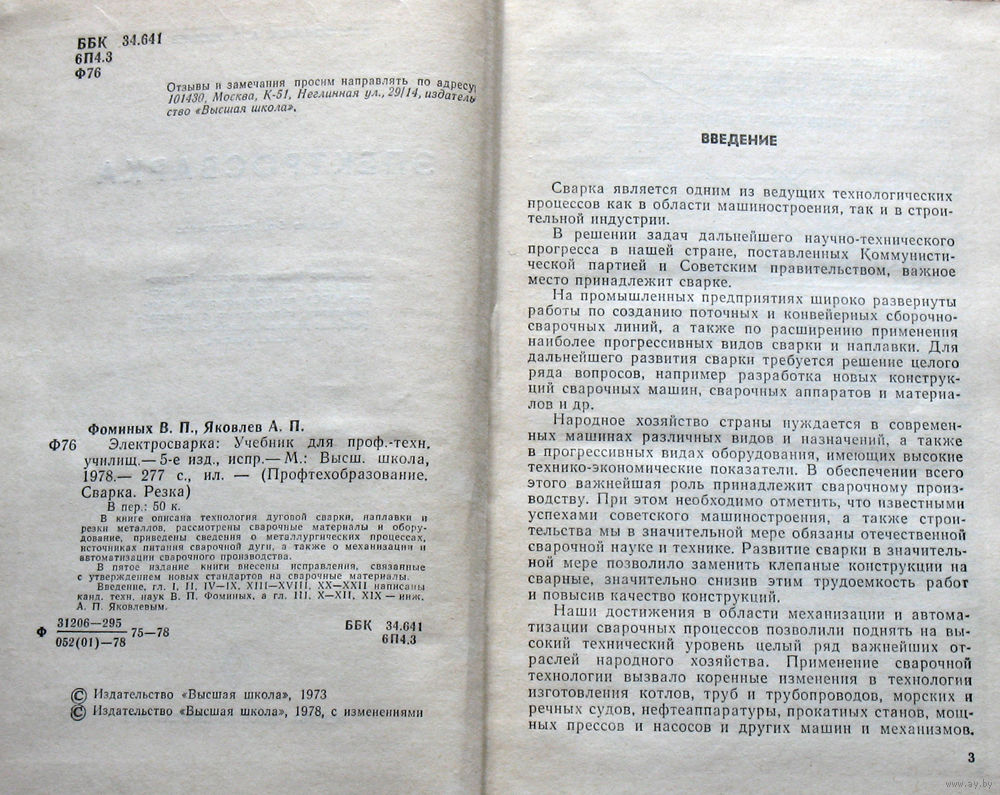 ББК 34.641
6П4.3
Ф76
Отзывы и замечания просим направлять по адресу:
101430, Москва, К-51, Неглинная ул., 29/14, издатель-
ство «Высшая школа».
Фоминых В. П., Яковлев А. П.
Ф76 Электросварка: Учебник для проф.-техн.
училищ.— 5-е изд., испр.— М.: Высш. школа,
1978.— 277 с., ил. — (Профтехобразование.
Сварка. Резка)
В пер.: 50 к.
В книге описана технология дуговой сварки, наплавки и
резки металлов, рассмотрены сварочные материалы и обору-
дование, приведены сведения о металлургических процессах,
источниках питания сварочной дуги, а также о механизации и
автоматизации сварочного производства.
В пятое издание книги внесены исправления, связанные
с утверждением новых стандартов на сварочные материалы.
Введение, гл. I, II, IV—IX, XIII—XVIII, XX—XXII написаны
канд. техн. наук В. П. Фоминых, а гл. III, X—XII, XIX — инж.
А. П. Яковлевым.
Ф 31206—295 75—78 ББК 34.641
052(01)—78 6П4.3
© Издательство «Высшая школа», 1973
© Издательство «Высшая школа», 1978, с изменениями
ВВЕДЕНИЕ
Сварка является одним из ведущих технологических
процессов как в области машиностроения, так и в строи-
тельной индустрии.
В решении задач дальнейшего научно-технического
прогресса в нашей стране, поставленных Коммунисти-
ческой партией и Советским правительством, важное
место принадлежит сварке.
На промышленных предприятиях широко развернуты
работы по созданию поточных и конвейерных сборочно-
сварочных линий, а также по расширению применения
наиболее прогрессивных видов сварки и наплавки. Для
дальнейшего развития сварки требуется решение целого
ряда вопросов, например разработка новых конструк-
ций сварочных машин, сварочных аппаратов и материа-
лов и др.
Народное хозяйство страны нуждается в современ-
ных машинах различных видов и назначений, а также
в прогрессивных видах оборудования, имеющих высокие
технико-экономические показатели. В обеспечении всего
этого важнейшая роль принадлежит сварочному произ-
водству. При этом необходимо отметить, что известными
успехами советского машиностроения, а также строи-
тельства мы в значительной мере обязаны отечественной
сварочной науке и технике. Развитие сварки в значитель-
ной мере позволило заменить клепаные конструкции на
сварные, значительно снизив этим трудоемкость работ
и повысив качество конструкций.
Наши достижения в области механизации и автома-
тизации сварочных процессов позволили поднять на вы-
сокий технический уровень целый ряд важнейших от-
раслей народного хозяйства. Применение сварочной
технологии вызвало коренные изменения в технологии
изготовления котлов, труб и трубопроводов, морских и
речных судов, нефтеаппаратуры, прокатных станов, мощ-
ных прессов и насосов и других машин и механизмов.
3
www.ay.by